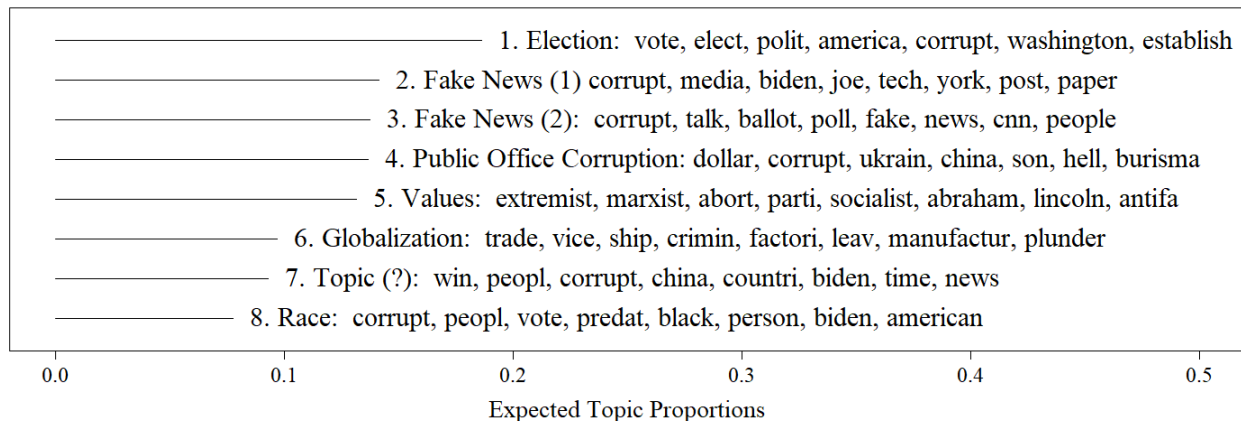 1. Election: vote, elect, polit, america, corrupt, washington, establish
2. Fake News (1) corrupt, media, biden, joe, tech, york, post, paper
3. Fake News (2): corrupt, talk, ballot, poll, fake, news, cnn, people
4. Public Office Corruption: dollar, corrupt, ukrain, china, son, hell, burisma
5. Values: extremist, marxist, abort, parti, socialist, abraham, lincoln, antifa
6. Globalization: trade, vice, ship, crimin, factori, leav, manufactur, plunder
7. Topic (?): win, peopl, corrupt, china, countri, biden, time, news
8. Race: corrupt, peopl, vote, predat, black, person, biden, american
0.0 0.1 0.2 0.3 0.4 0.5
Expected Topic Proportions